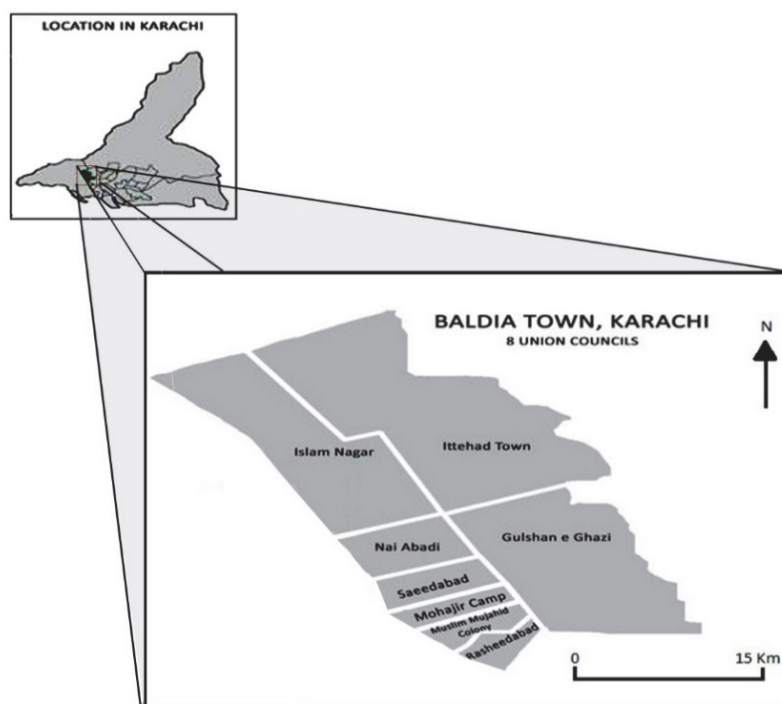 LOCATION IN KARACHI
BALDIA TOWN, KARACHI
8 UNION COUNCILS
N
Islam Nagar
Ittehad Town
Nai Abadi
Gulshan e Ghazi
Saeedabad
Mohajir Camp
Muslim Mujahid
Colony
Rasheedabad
0
15 Km